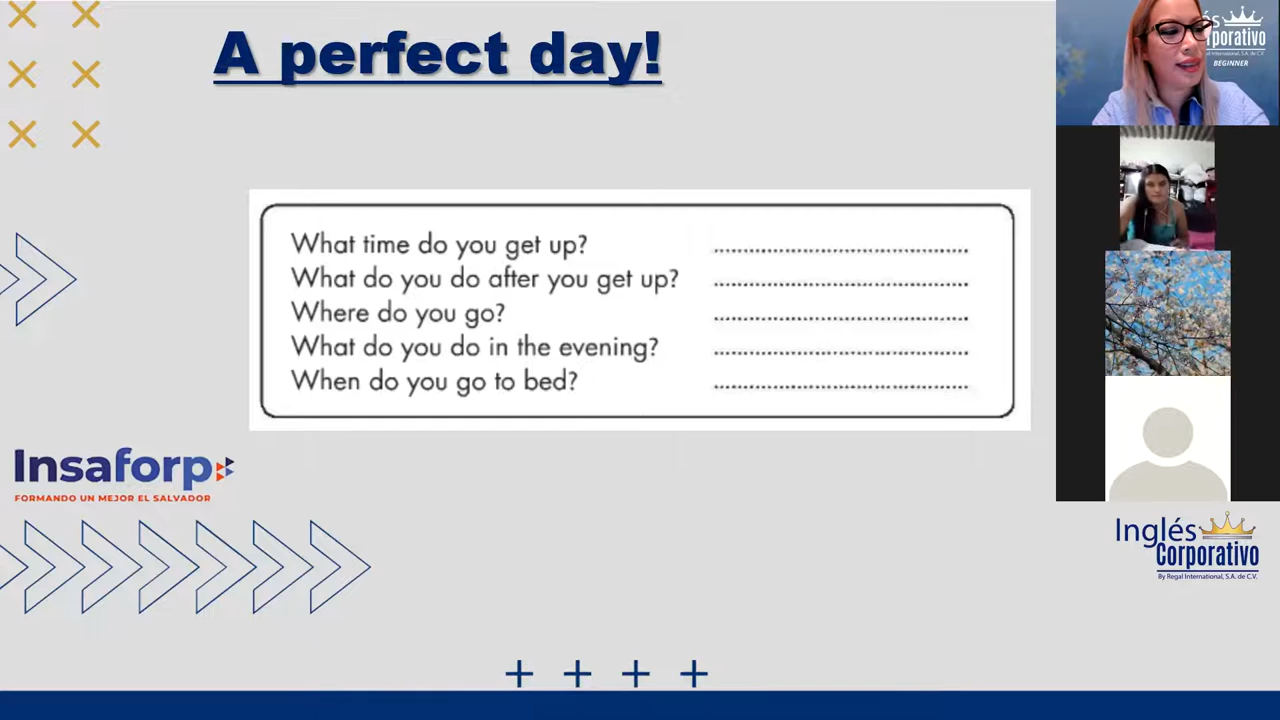 A perfect day!
What time do you get up? ........................................
What do you do after you get up? ........................................
Where do you go? ........................................
What do you do in the evening? ........................................
When do you go to bed? ........................................
Insaforp
FORMANDO UN MEJOR EL SALVADOR
BEGINNER
Inglés
Corporativo
By Regal International, S.A. de C.V.